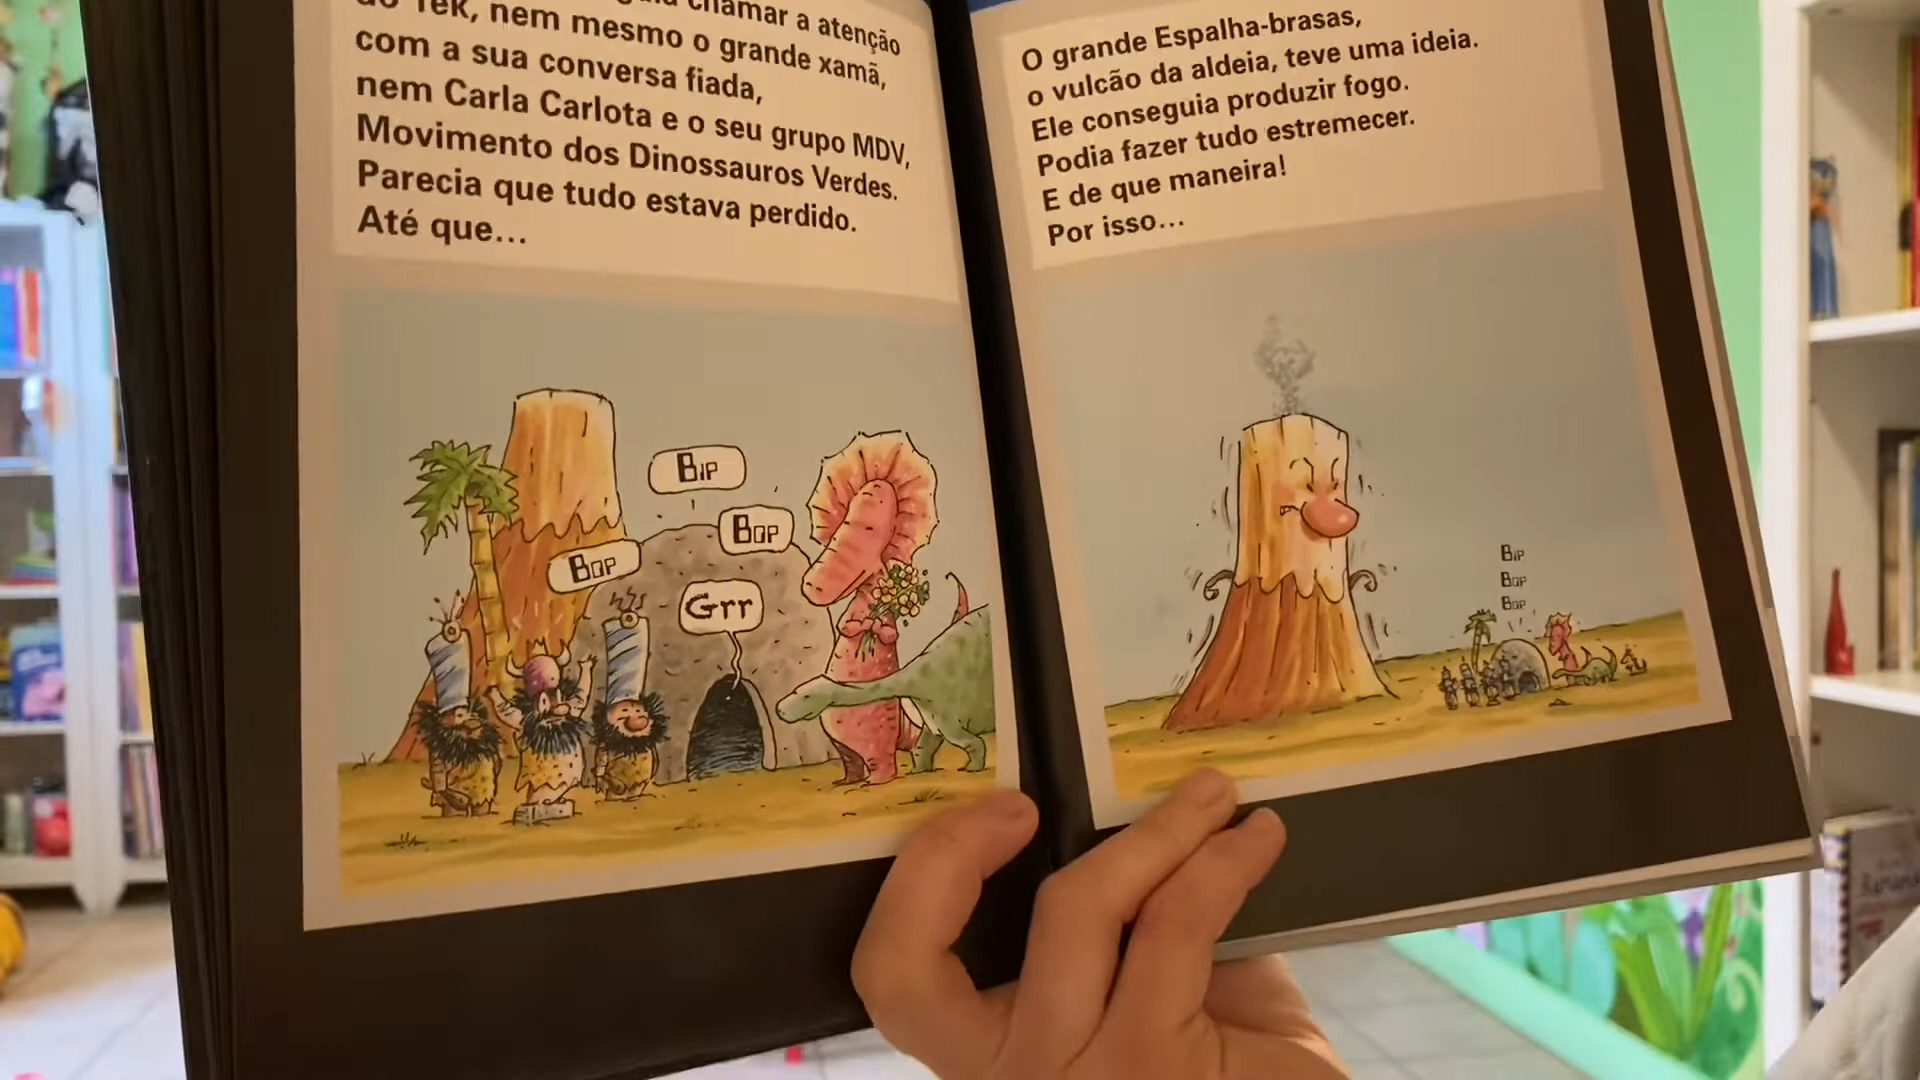 chamar a atenção
do Tek, nem mesmo o grande xamã,
com a sua conversa fiada,
nem Carla Carlota e o seu grupo MDV,
Movimento dos Dinossauros Verdes.
Parecia que tudo estava perdido.
Até que...
BIP
BOP
BOP
Grr
O grande Espalha-brasas,
o vulcão da aldeia, teve uma ideia.
Ele conseguia produzir fogo.
Podia fazer tudo estremecer.
E de que maneira!
Por isso...
BIP
BOP
BOP